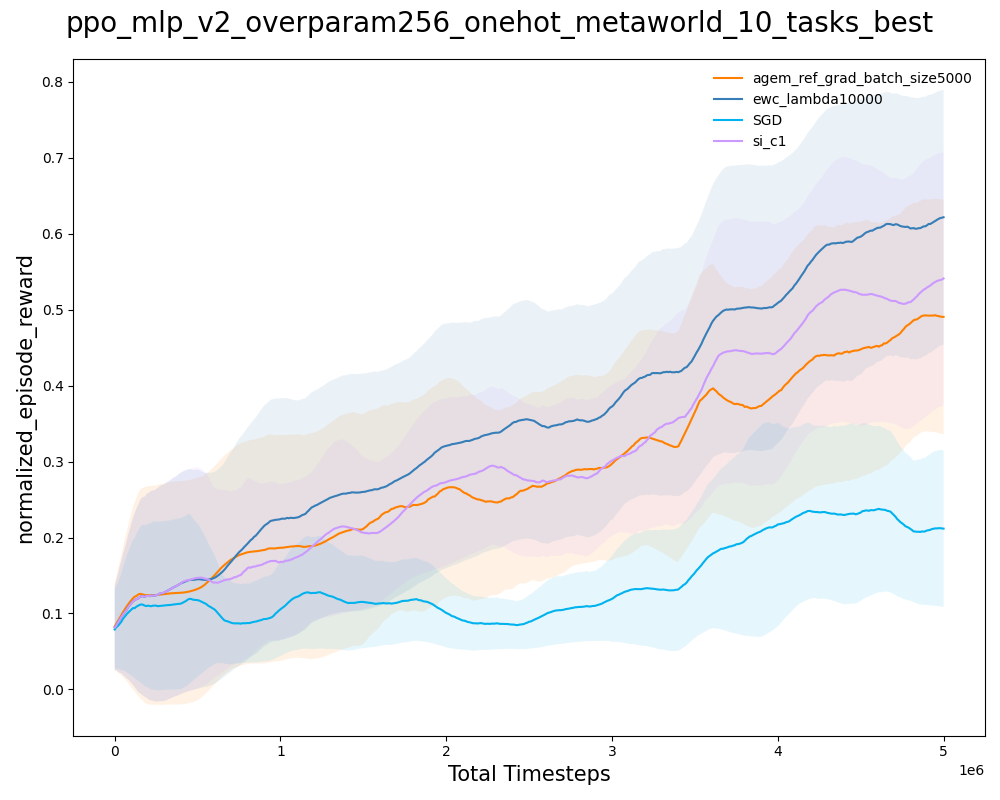 ppo_mlp_v2_overparam256_onehot_metaworld_10_tasks_best
agem_ref_grad_batch_size5000
ewc_lambda10000
SGD
si_c1
normalized_episode_reward
0.8
0.7
0.6
0.5
0.4
0.3
0.2
0.1
0.0
0 1 2 3 4 5
1e6
Total Timesteps